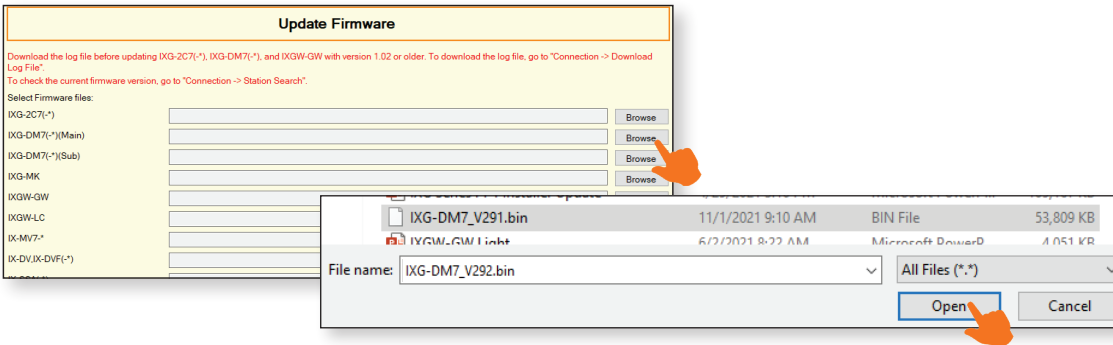 Update Firmware
Download the log file before updating IXG-2C7(-*), IXG-DM7(-*), and IXGW-GW with version 1.02 or older. To download the log file, go to "Connection -> Download
Log File".
To check the current firmware version, go to "Connection -> Station Search".
Select Firmware files:
IXG-2C7(-*) Browse
IXG-DM7(-*)(Main) Browse
IXG-DM7(-*)(Sub) Browse
IXG-MK Browse
IXGW-GW
IXGW-LC
IX-MV7-*
IX-DV,IX-DVF(-*)
IXG-DM7_V291.bin 11/1/2021 9:10 AM BIN File 53,809 KB
IXGW-GW Light 6/2/2021 8:22 AM Microsoft PowerP 4,051 KB
File name: IXG-DM7_V292.bin All Files (*.*)
Open Cancel